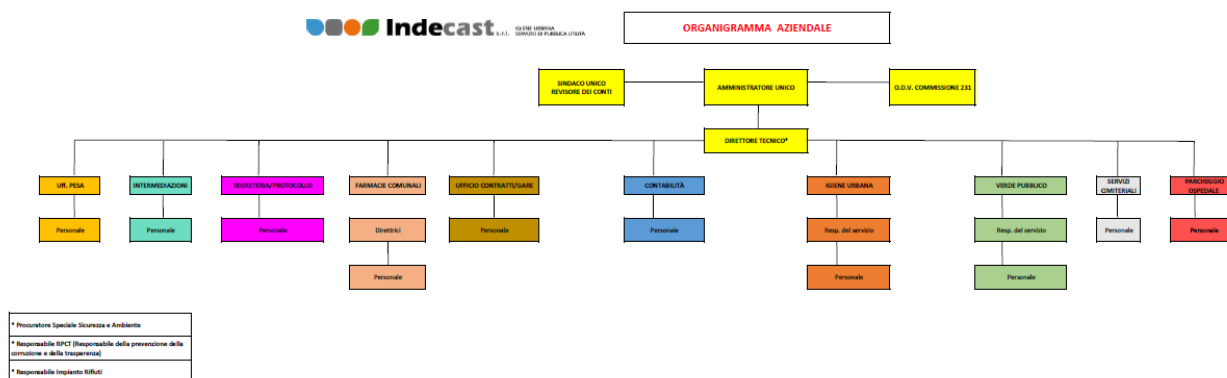 Indecast s.r.l. IGIENE URBANA
SERVIZIO DI PUBBLICA UTILITÀ
ORGANIGRAMMA AZIENDALE
SINDACO UNICO
REVISORE DEI CONTI
AMMINISTRATORE UNICO
O.D.V. COMMISSIONE 231
DIRETTORE TECNICO*
Uff. PESA
INTERMEDIAZIONI
SEGRETERIA/PROTOCOLLO
FARMACIE COMUNALI
UFFICIO CONTRATTI/GARE
CONTABILITÀ
IGIENE URBANA
VERDE PUBBLICO
SERVIZI
CIMITERIALI
PARCHEGGIO
OSPEDALE
Personale
Personale
Personale
Direttrici
Personale
Personale
Resp. del servizio
Resp. del servizio
Personale
Personale
Personale
Personale
Personale
* Procuratore Speciale Sicurezza e Ambiente
* Responsabile RPCT (Responsabile della prevenzione della
corruzione e della trasparenza)
* Responsabile Impianto Rifiuti